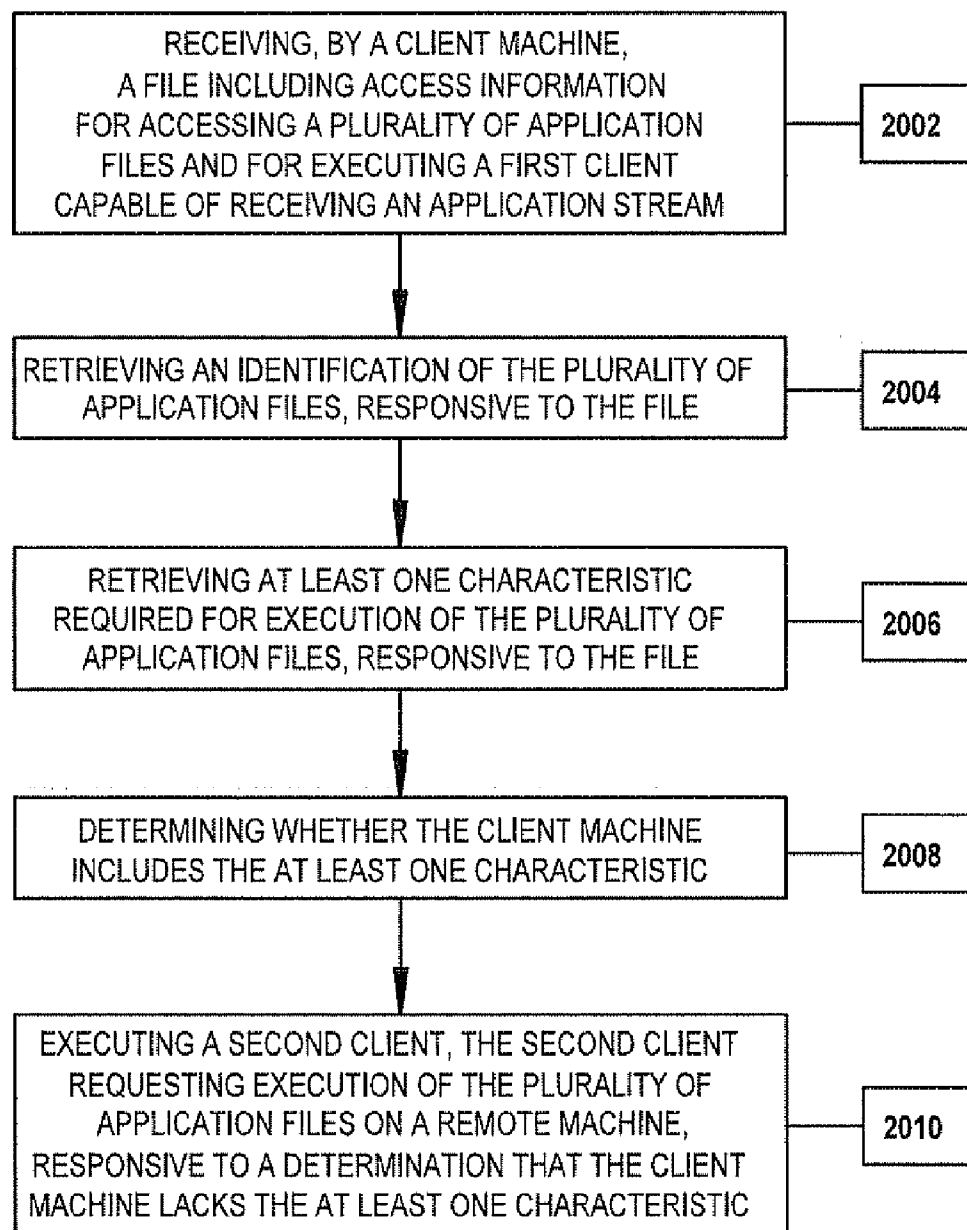 RECEIVING, BY A CLIENT MACHINE,
A FILE INCLUDING ACCESS INFORMATION
FOR ACCESSING A PLURALITY OF APPLICATION
FILES AND FOR EXECUTING A FIRST CLIENT
CAPABLE OF RECEIVING AN APPLICATION STREAM
2002
RETRIEVING AN IDENTIFICATION OF THE PLURALITY OF
APPLICATION FILES, RESPONSIVE TO THE FILE
2004
RETRIEVING AT LEAST ONE CHARACTERISTIC
REQUIRED FOR EXECUTION OF THE PLURALITY OF
APPLICATION FILES, RESPONSIVE TO THE FILE
2006
DETERMINING WHETHER THE CLIENT MACHINE
INCLUDES THE AT LEAST ONE CHARACTERISTIC
2008
EXECUTING A SECOND CLIENT, THE SECOND CLIENT
REQUESTING EXECUTION OF THE PLURALITY OF
APPLICATION FILES ON A REMOTE MACHINE,
RESPONSIVE TO A DETERMINATION THAT THE CLIENT
MACHINE LACKS THE AT LEAST ONE CHARACTERISTIC
2010